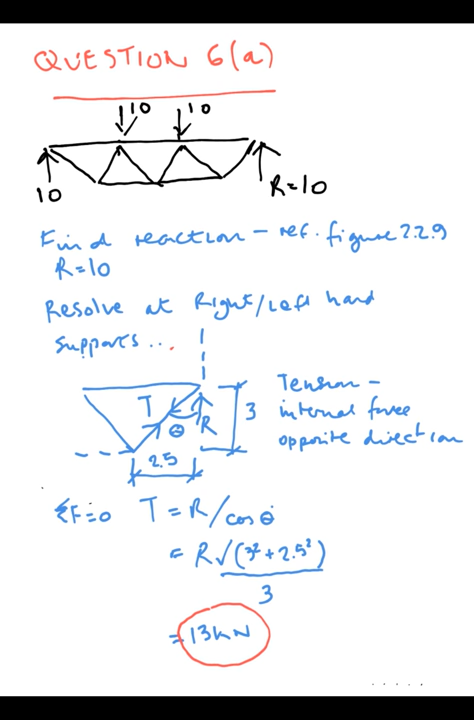 QUESTION 6(a)
10 10
10
R=10
Find reaction – ref. figure 2.2.9
R=10
Resolve at Right/Left hand
supports...
T
θ R
3
2.5
Tension –
internal force
opposite direction
ΣF=0 T = R/cosθ
= R√(3²+2.5²)
3
= 13kN